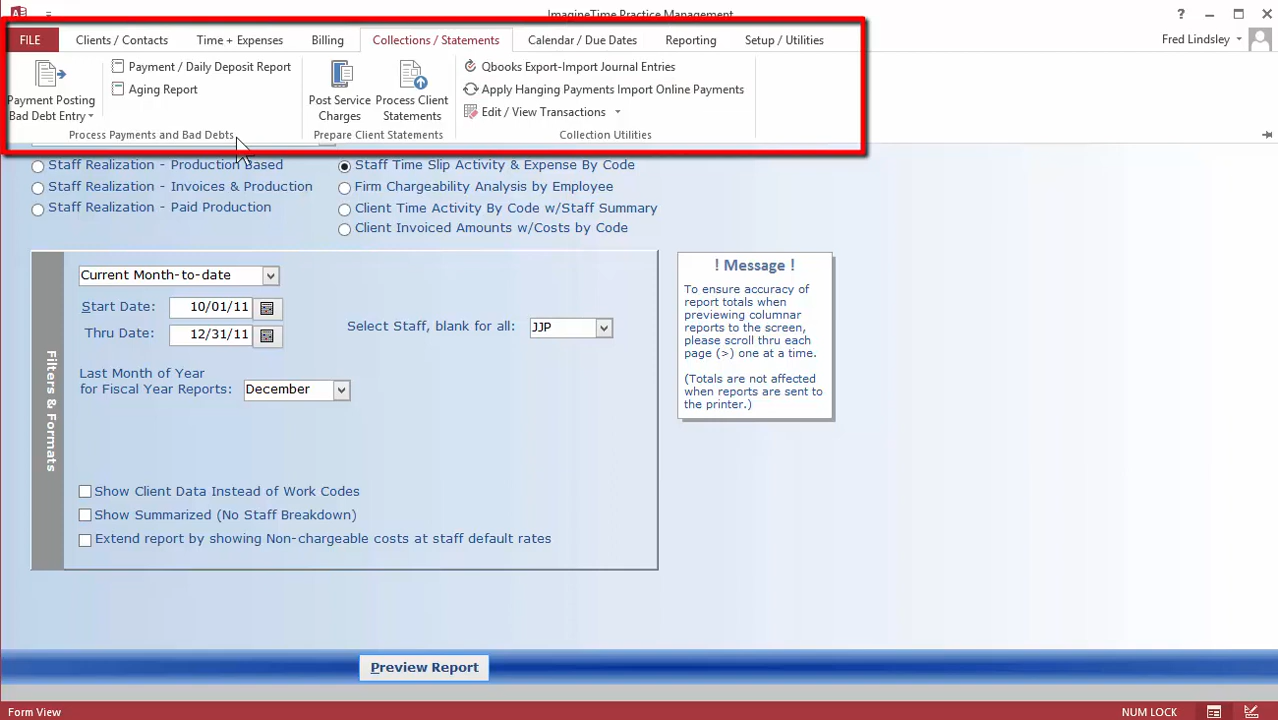 ImagineTime Practice Management
FILE Clients / Contacts Time + Expenses Billing Collections / Statements Calendar / Due Dates Reporting Setup / Utilities Fred Lindsley
Payment Posting
Bad Debt Entry
Payment / Daily Deposit Report
Aging Report
Process Payments and Bad Debts
Post Service
Charges
Process Client
Statements
Prepare Client Statements
Qbooks Export-Import Journal Entries
Apply Hanging Payments Import Online Payments
Edit / View Transactions
Collection Utilities
Staff Realization - Production Based
Staff Realization - Invoices & Production
Staff Realization - Paid Production
Staff Time Slip Activity & Expense By Code
Firm Chargeability Analysis by Employee
Client Time Activity By Code w/Staff Summary
Client Invoiced Amounts w/Costs by Code
Filters & Formats
Current Month-to-date
Start Date: 10/01/11
Thru Date: 12/31/11
Select Staff, blank for all: JJP
Last Month of Year
for Fiscal Year Reports: December
Show Client Data Instead of Work Codes
Show Summarized (No Staff Breakdown)
Extend report by showing Non-chargeable costs at staff default rates
! Message !
To ensure accuracy of
report totals when
previewing columnar
reports to the screen,
please scroll thru each
page (>) one at a time.
(Totals are not affected
when reports are sent to
the printer.)
Preview Report
Form View
NUM LOCK